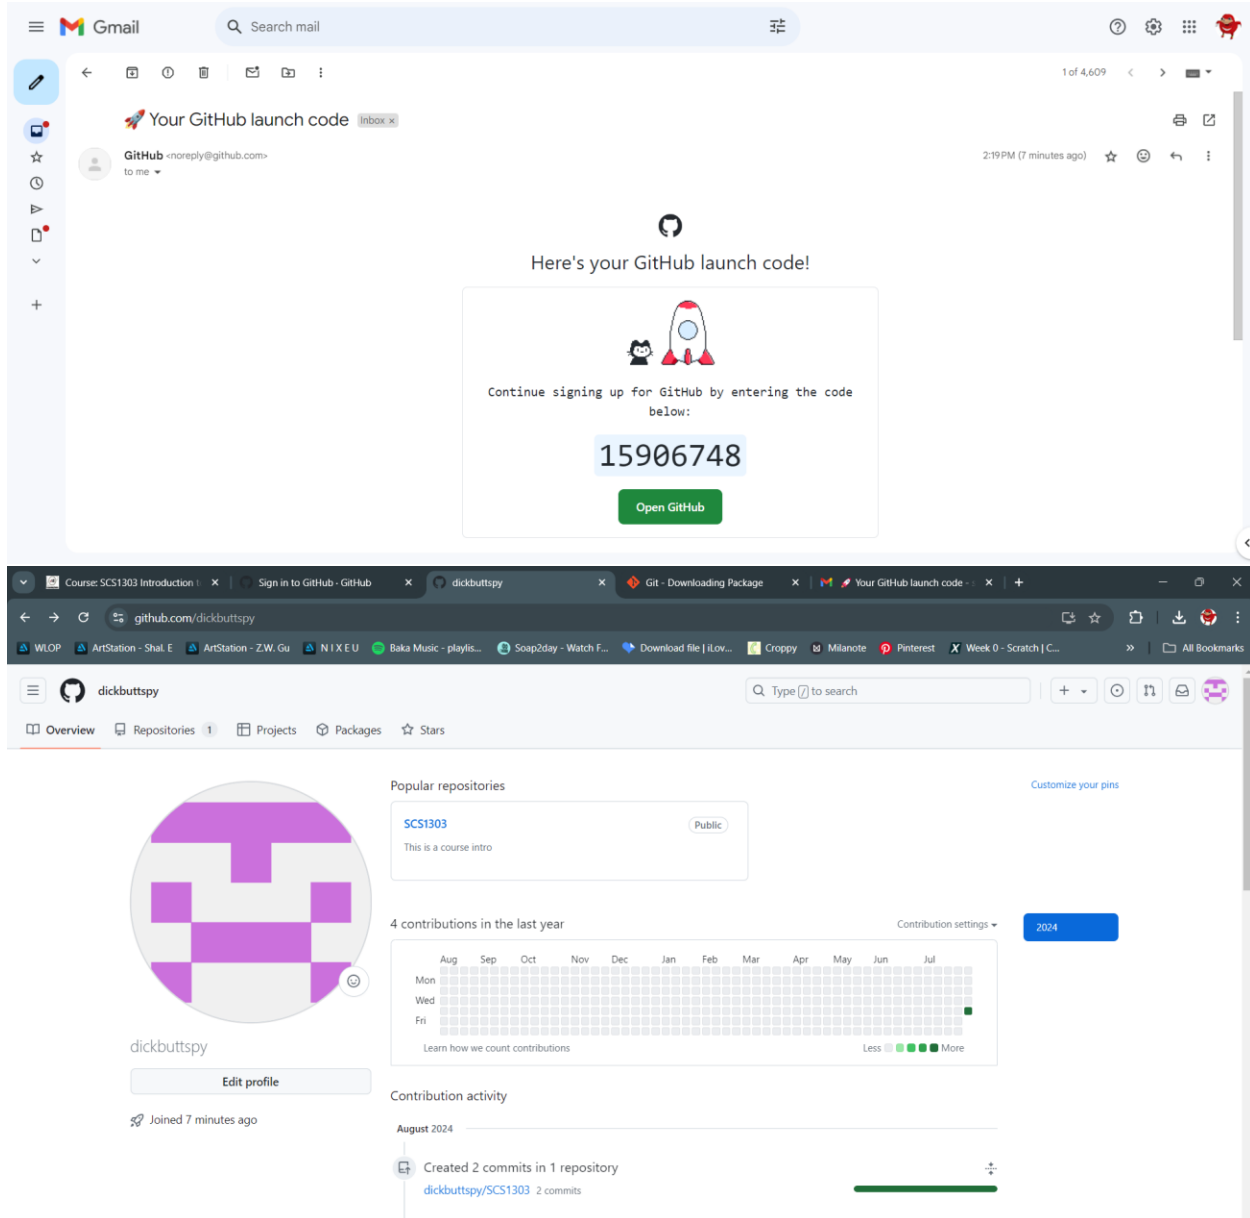 Gmail
Search mail
1 of 4,609
🚀 Your GitHub launch code Inbox x
GitHub <noreply@github.com>
2:19 PM (7 minutes ago)
to me
Here's your GitHub launch code!
Continue signing up for GitHub by entering the code
below:
15906748
Open GitHub
Course: SCS1303 Introduction t
Sign in to GitHub · GitHub
dickbuttspy
Git - Downloading Package
🚀 Your GitHub launch code -
github.com/dickbuttspy
WLOP
ArtStation - Shal. E
ArtStation - Z.W. Gu
N I X E U
Baka Music - playlis...
Soap2day - Watch F...
Download file | iLov...
Croppy
Milanote
Pinterest
Week 0 - Scratch | C...
»
All Bookmarks
dickbuttspy
Type / to search
Overview
Repositories 1
Projects
Packages
Stars
Popular repositories
Customize your pins
SCS1303
Public
This is a course intro
4 contributions in the last year
Contribution settings
2024
Aug Sep Oct Nov Dec Jan Feb Mar Apr May Jun Jul
Mon
Wed
Fri
Learn how we count contributions
Less More
dickbuttspy
Edit profile
Joined 7 minutes ago
Contribution activity
August 2024
Created 2 commits in 1 repository
dickbuttspy/SCS1303 2 commits